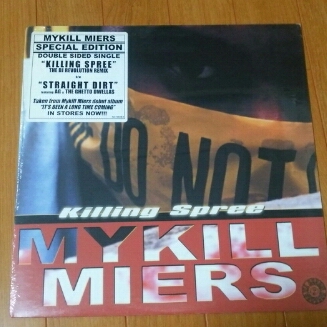 MYKILL MIERS
SPECIAL EDITION
DOUBLE SIDED SINGLE
"KILLING SPREE"
THE DJ REVOLUTION REMIX
"STRAIGHT DIRT"
featuring AG & THE GHETTO DWELLAS
Taken from Mykill Miers debut album
"IT'S BEEN A LONG TIME COMING"
IN STORES NOW!!!
DO NOT
Killing Spree
MYKILL
MIERS